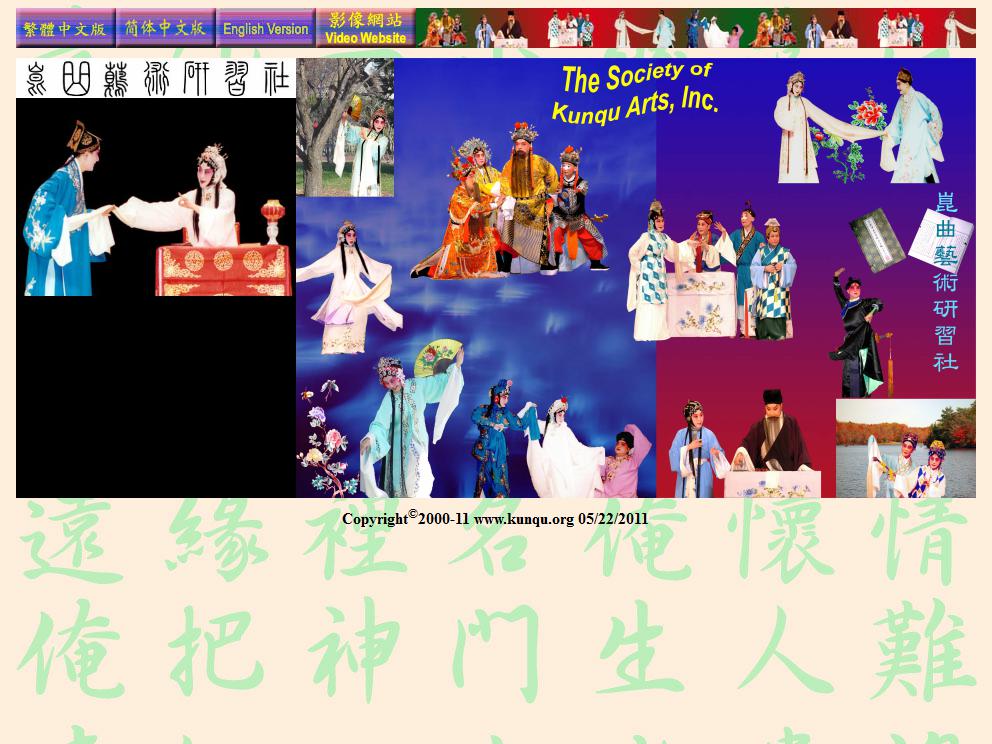 繁體中文版
简体中文版
English Version
影像網站
Video Website
崑曲藝術研習社
The Society of
Kunqu Arts, Inc.
崑曲藝術研習社
Copyright©2000-11 www.kunqu.org 05/22/2011
遠緣裡名俺懷情
俺把神門生人難